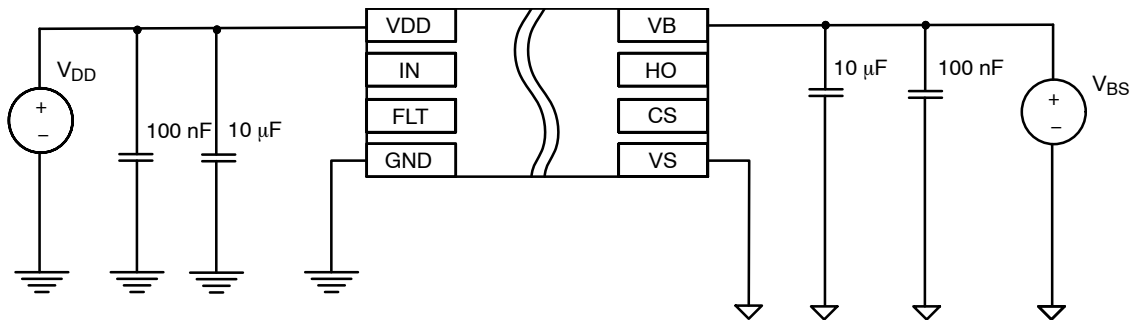 VDD
IN
FLT
GND
VB
HO
CS
VS
V_DD
+
−
100 nF
10 μF
10 μF
100 nF
V_BS
+
−